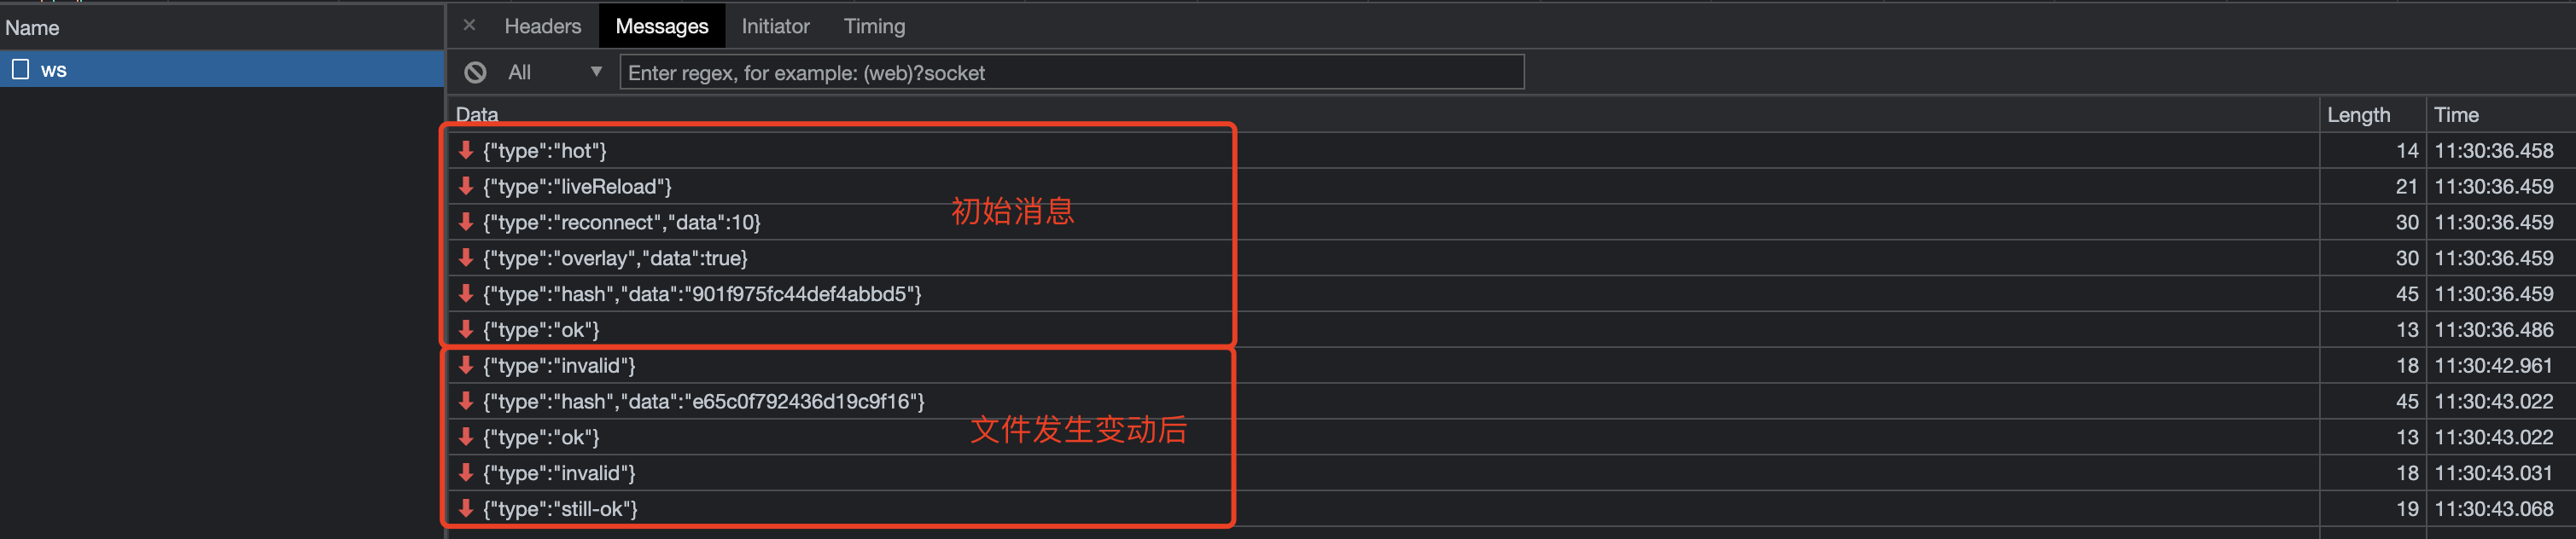 Name
ws
× Headers Messages Initiator Timing
All ▼ Enter regex, for example: (web)?socket
Data Length Time
{"type":"hot"} 14 11:30:36.458
{"type":"liveReload"} 21 11:30:36.459
{"type":"reconnect","data":10} 30 11:30:36.459
初始消息
{"type":"overlay","data":true} 30 11:30:36.459
{"type":"hash","data":"901f975fc44def4abbd5"} 45 11:30:36.459
{"type":"ok"} 13 11:30:36.486
{"type":"invalid"} 18 11:30:42.961
{"type":"hash","data":"e65c0f792436d19c9f16"} 45 11:30:43.022
文件发生变动后
{"type":"ok"} 13 11:30:43.022
{"type":"invalid"} 18 11:30:43.031
{"type":"still-ok"} 19 11:30:43.068